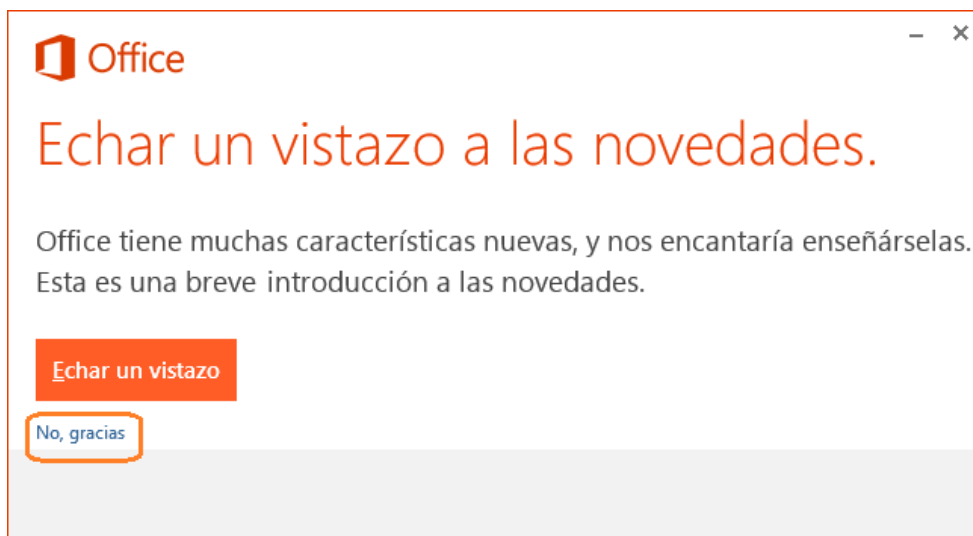 Office
Echar un vistazo a las novedades.
Office tiene muchas características nuevas, y nos encantaría enseñárselas.
Esta es una breve introducción a las novedades.
Echar un vistazo
No, gracias